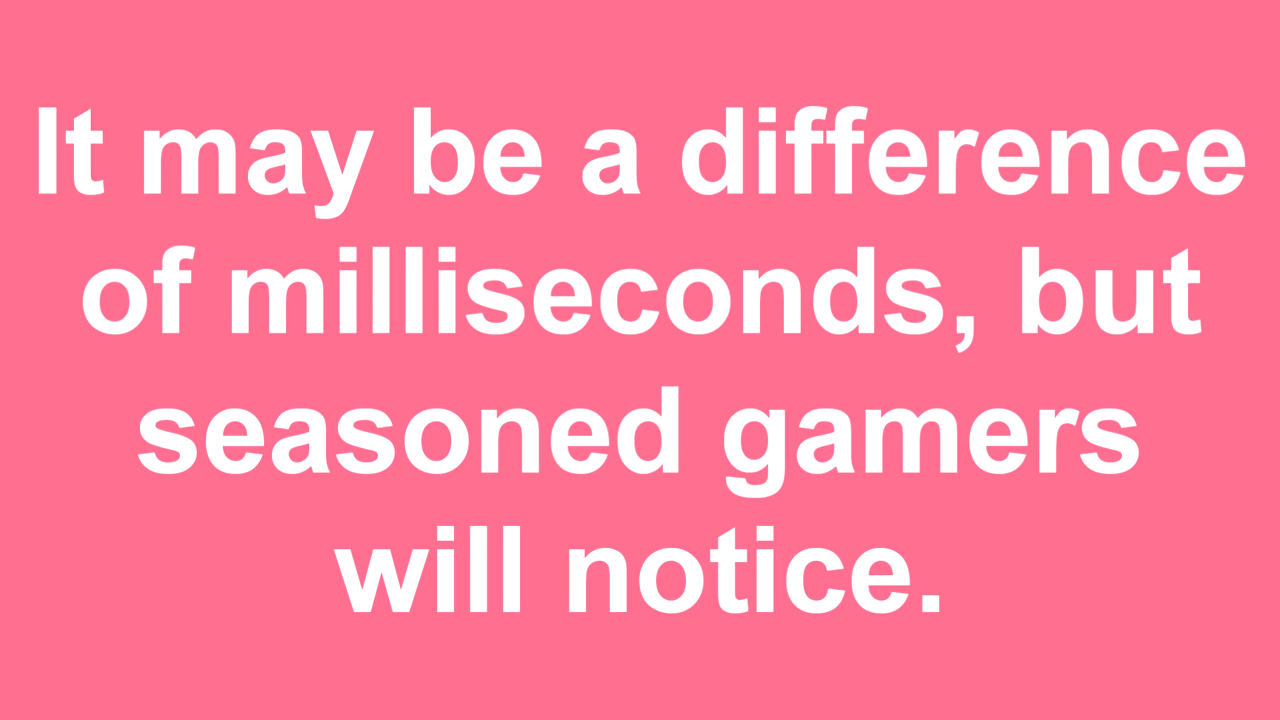 It may be a difference
of milliseconds, but
seasoned gamers
will notice.